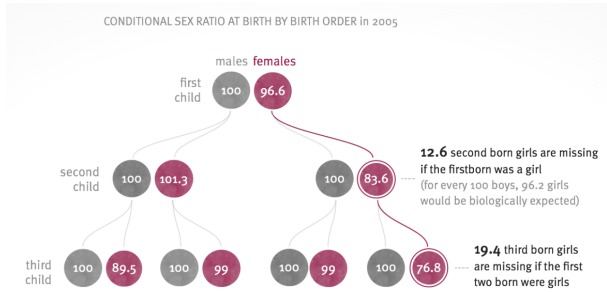 CONDITIONAL SEX RATIO AT BIRTH BY BIRTH ORDER in 2005
males females
first
child
100 96.6
second
child
100 101.3 100 83.6
12.6 second born girls are missing
if the firstborn was a girl
(for every 100 boys, 96.2 girls
would be biologically expected)
third
child
100 89.5 100 99 100 99 100 76.8
19.4 third born girls
are missing if the first
two born were girls